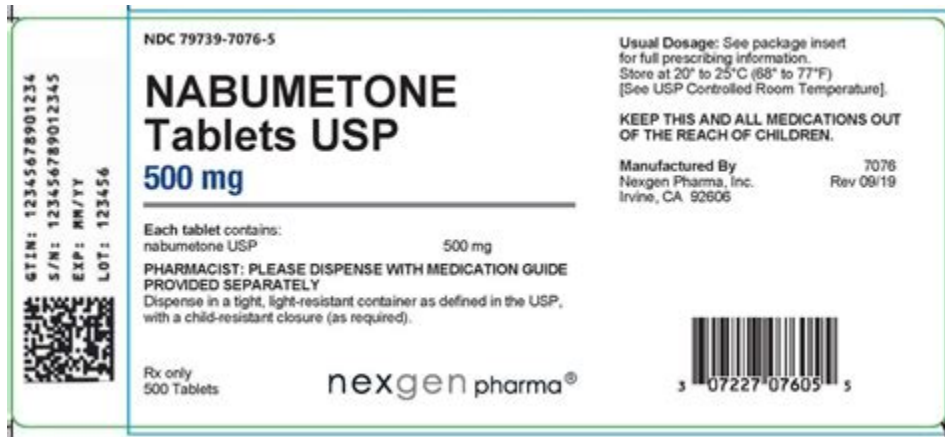 GTIN: 12345678901234
S/N: 123456789012345
EXP: MM/YY
LOT: 123456
NDC 79739-7076-5
NABUMETONE
Tablets USP
500 mg
Each tablet contains:
nabumetone USP 500 mg
PHARMACIST: PLEASE DISPENSE WITH MEDICATION GUIDE
PROVIDED SEPARATELY
Dispense in a tight, light-resistant container as defined in the USP,
with a child-resistant closure (as required).
Rx only
500 Tablets
nexgen pharma®
Usual Dosage: See package insert
for full prescribing information.
Store at 20° to 25°C (68° to 77°F)
[See USP Controlled Room Temperature].
KEEP THIS AND ALL MEDICATIONS OUT
OF THE REACH OF CHILDREN.
Manufactured By 7076
Nexgen Pharma, Inc. Rev 09/19
Irvine, CA 92606
3 07227 07605 5